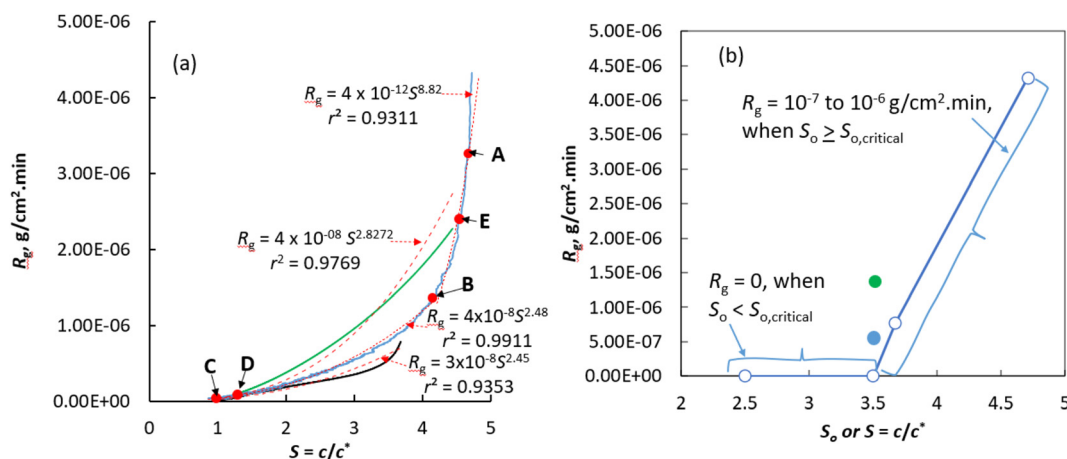 (a)
5.00E-06
4.00E-06
3.00E-06
2.00E-06
1.00E-06
0.00E+00
Rg, g/cm².min
Rg = 4 x 10⁻¹²S⁸·⁸²
r² = 0.9311
A
E
Rg = 4 x 10⁻⁰⁸ S²·⁸²⁷²
r² = 0.9769
B
Rg = 4x10⁻⁸S²·⁴⁸
r² = 0.9911
Rg = 3x10⁻⁸S²·⁴⁵
r² = 0.9353
C
D
0 1 2 3 4 5
S = c/c*
(b)
4.50E-06
4.00E-06
3.50E-06
3.00E-06
2.50E-06
2.00E-06
1.50E-06
1.00E-06
5.00E-07
0.00E+00
Rg, g/cm².min
Rg = 10⁻⁷ to 10⁻⁶ g/cm².min,
when So ≥ So,critical
Rg = 0, when
So < So,critical
2 2.5 3 3.5 4 4.5 5
So or S = c/c*